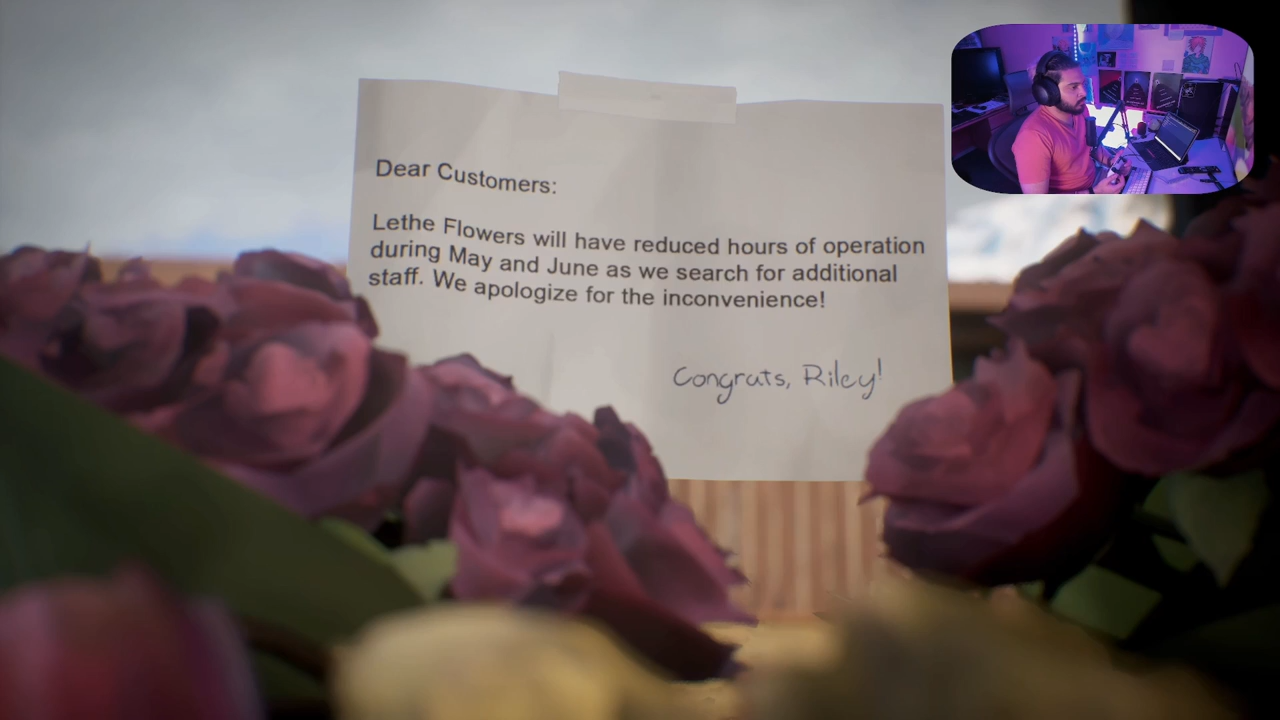 Dear Customers:
Lethe Flowers will have reduced hours of operation
during May and June as we search for additional
staff. We apologize for the inconvenience!
Congrats, Riley!